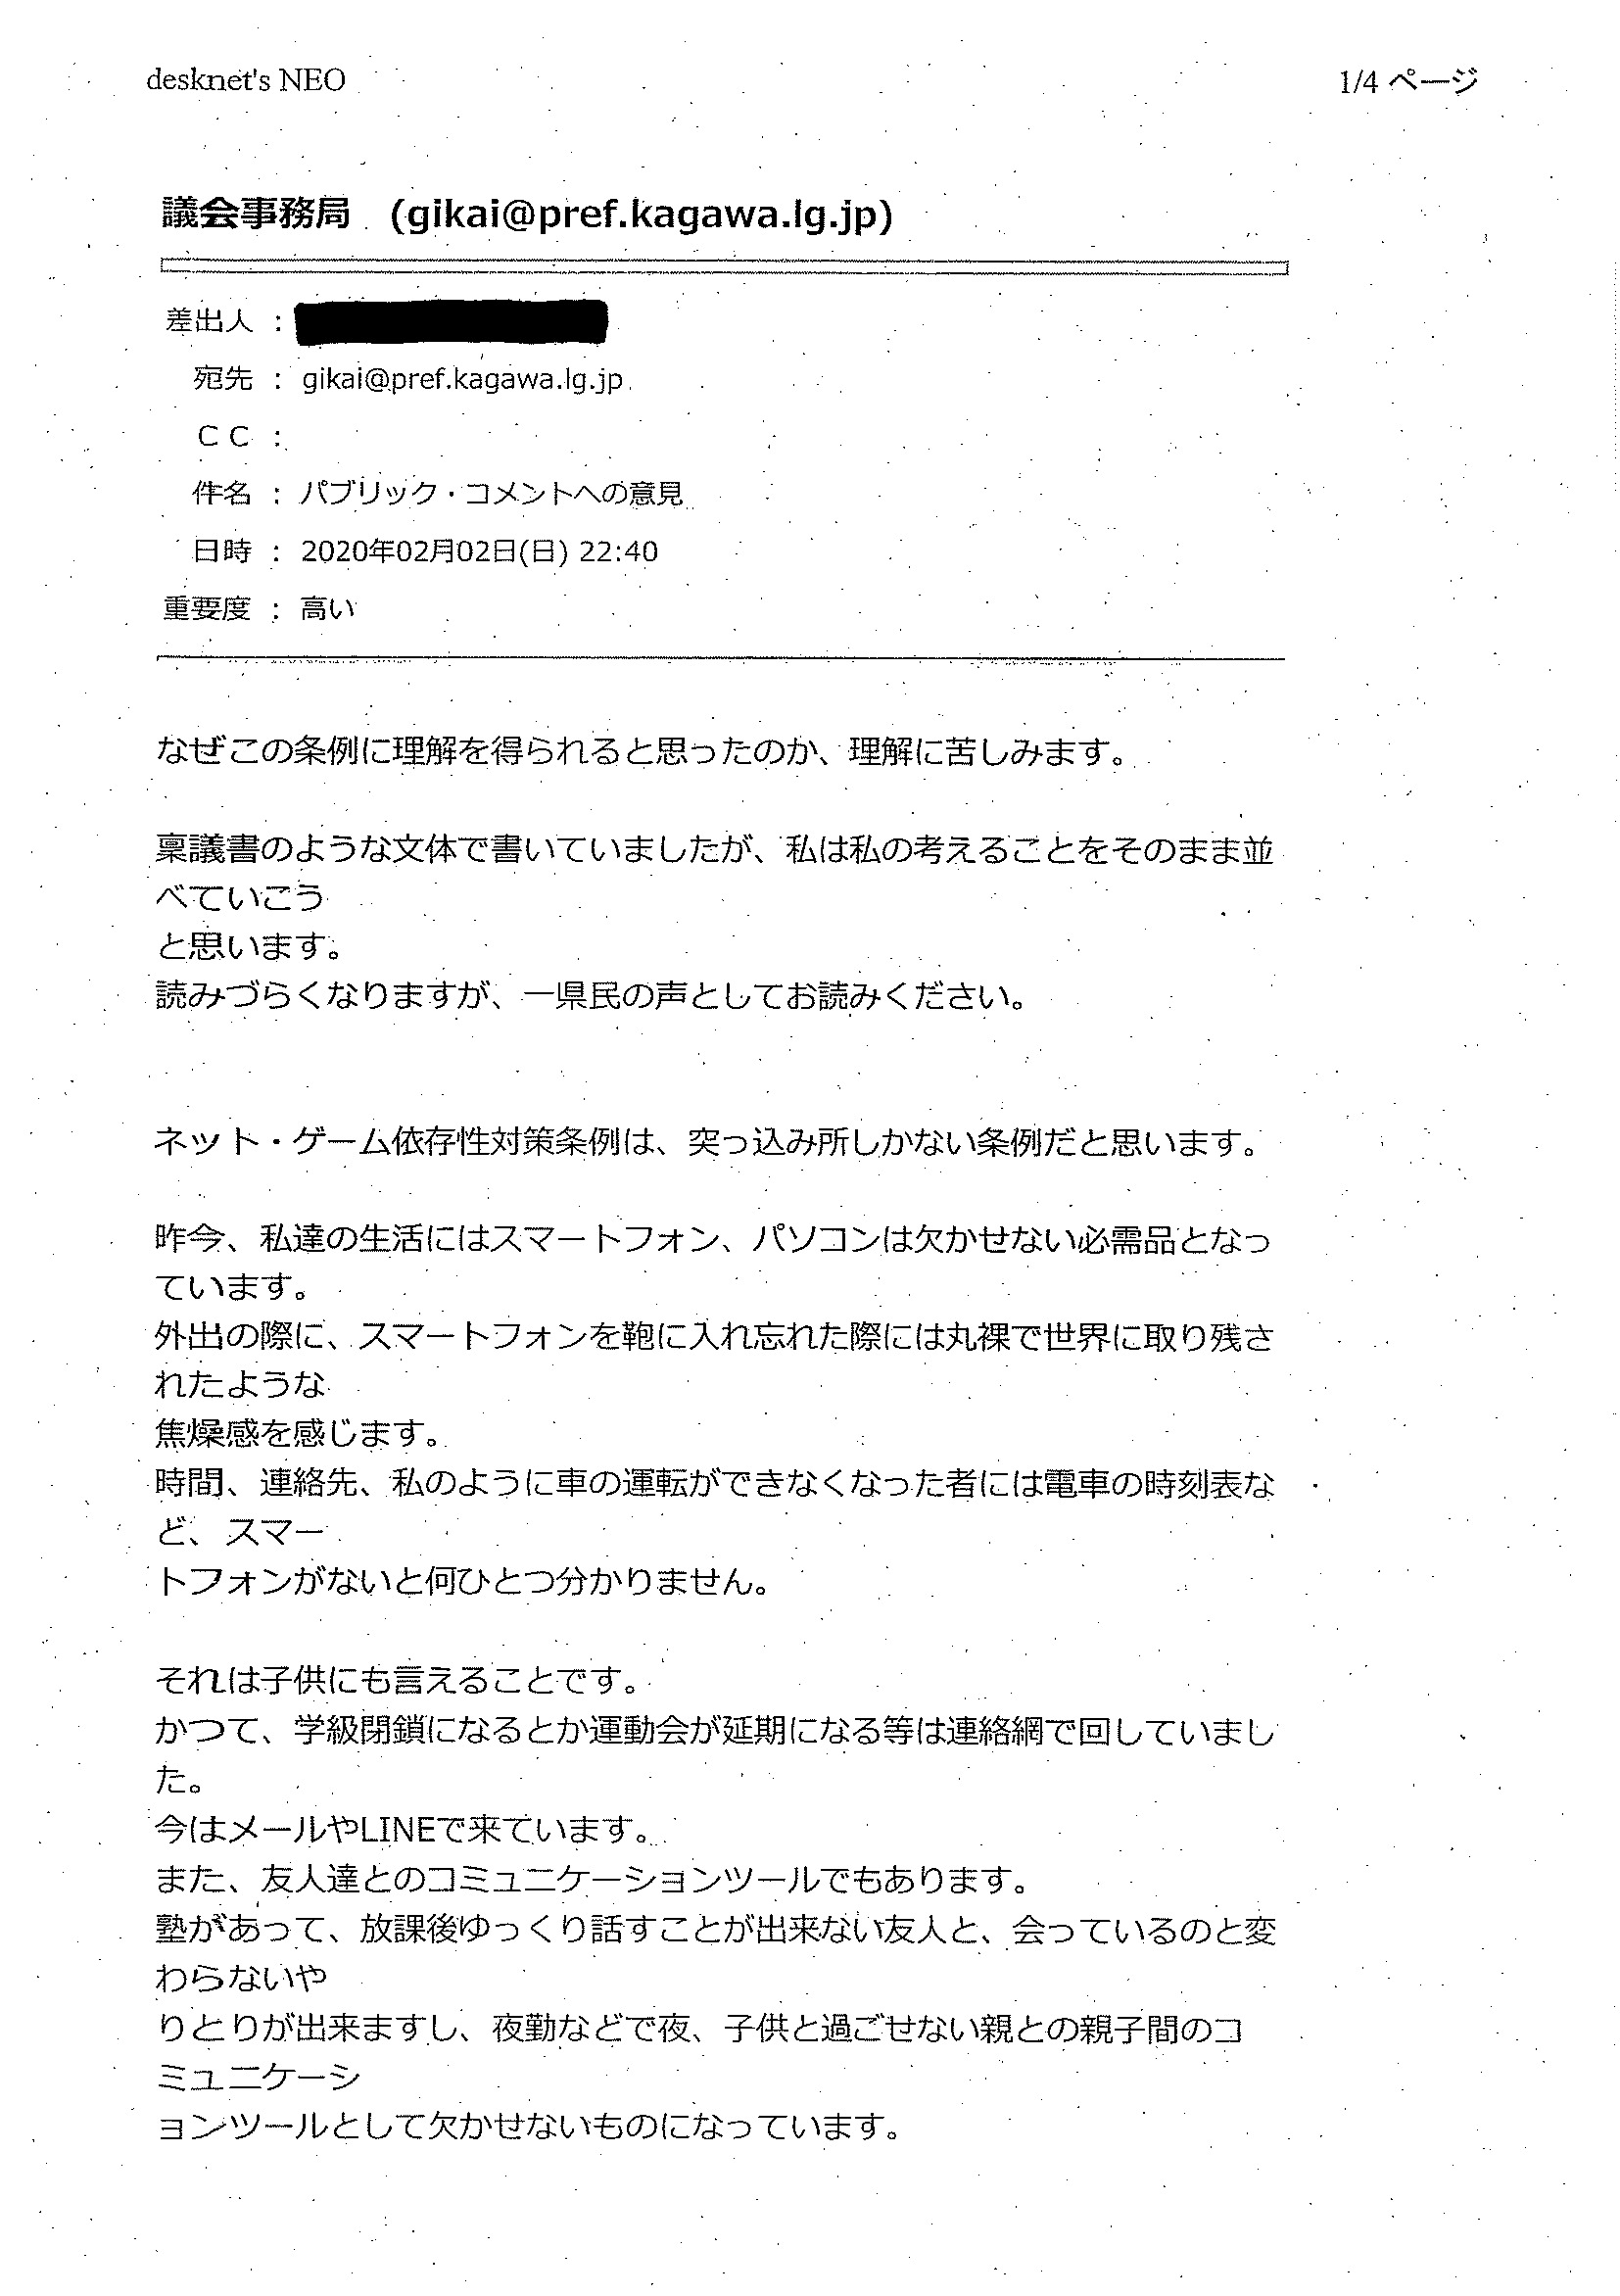 desknet's NEO
1/4 ページ
議会事務局　(gikai@pref.kagawa.lg.jp)
差出人 :
宛先 : gikai@pref.kagawa.lg.jp
ＣＣ :
件名 : パブリック・コメントへの意見
日時 : 2020年02月02日(日) 22:40
重要度 : 高い
なぜこの条例に理解を得られると思ったのか、理解に苦しみます。
稟議書のような文体で書いていましたが、私は私の考えることをそのまま並
べていこう
と思います。
読みづらくなりますが、一県民の声としてお読みください。
ネット・ゲーム依存性対策条例は、突っ込み所しかない条例だと思います。
昨今、私達の生活にはスマートフォン、パソコンは欠かせない必需品となっ
ています。
外出の際に、スマートフォンを鞄に入れ忘れた際には丸裸で世界に取り残さ
れたような
焦燥感を感じます。
時間、連絡先、私のように車の運転ができなくなった者には電車の時刻表な
ど、スマー
トフォンがないと何ひとつ分かりません。
それは子供にも言えることです。
かつて、学級閉鎖になるとか運動会が延期になる等は連絡網で回していまし
た。
今はメールやLINEで来ています。
また、友人達とのコミュニケーションツールでもあります。
塾があって、放課後ゆっくり話すことが出来ない友人と、会っているのと変
わらないや
りとりが出来ますし、夜勤などで夜、子供と過ごせない親との親子間のコ
ミュニケーシ
ョンツールとして欠かせないものになっています。